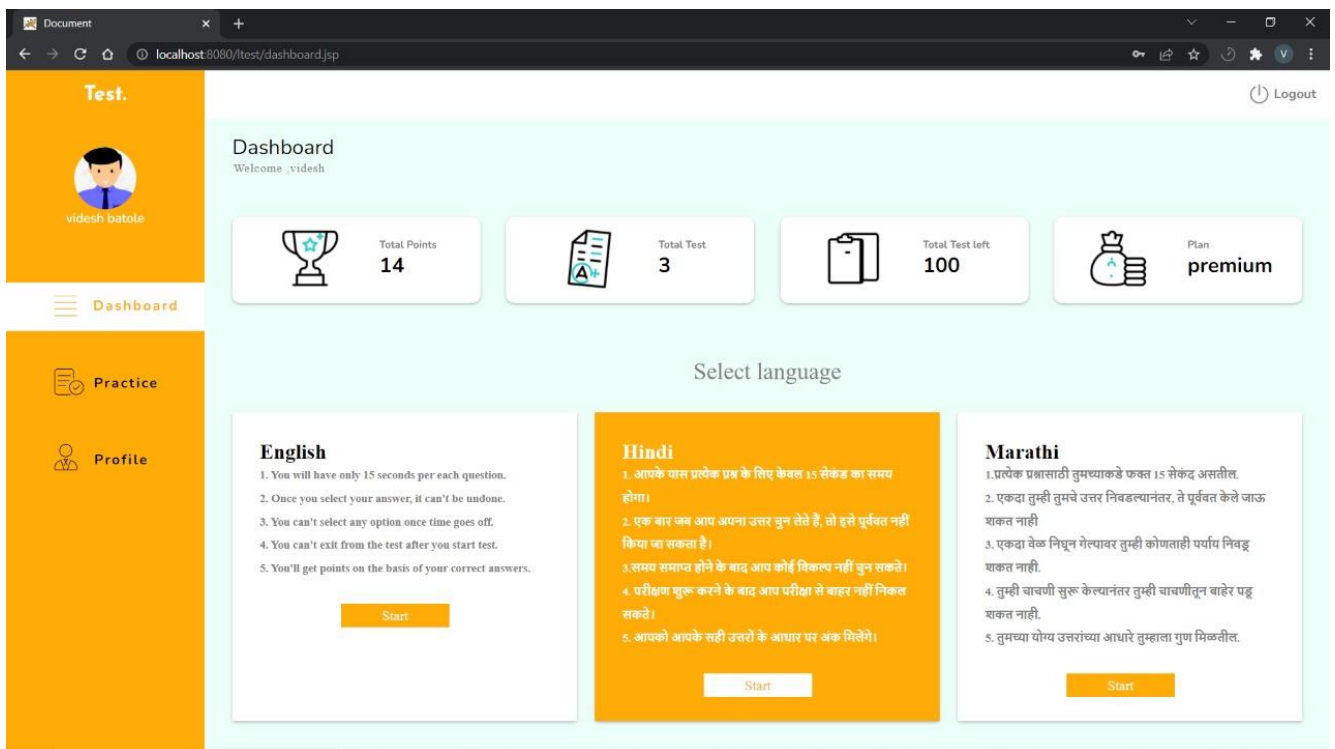 Document
localhost:8080/ltest/dashboard.jsp
V
Test.
Logout
videsh batole
Dashboard
Practice
Profile
Dashboard
Welcome ,videsh
Total Points
14
A+
Total Test
3
Total Test left
100
Plan
premium
Select language
English
1. You will have only 15 seconds per each question.
2. Once you select your answer, it can't be undone.
3. You can't select any option once time goes off.
4. You can't exit from the test after you start test.
5. You'll get points on the basis of your correct answers.
Start
Hindi
1. आपके पास प्रत्येक प्रश्न के लिए केवल 15 सेकंड का समय
होगा।
2. एक बार जब आप अपना उत्तर चुन लेते हैं, तो इसे पूर्ववत नहीं
किया जा सकता है।
3.समय समाप्त होने के बाद आप कोई विकल्प नहीं चुन सकते।
4. परीक्षण शुरू करने के बाद आप परीक्षा से बाहर नहीं निकल
सकते।
5. आपको आपके सही उत्तरों के आधार पर अंक मिलेंगे।
Start
Marathi
1.प्रत्येक प्रश्नासाठी तुमच्याकडे फक्त 15 सेकंद असतील.
2. एकदा तुम्ही तुमचे उत्तर निवडल्यानंतर, ते पूर्ववत केले जाऊ
शकत नाही
3. एकदा वेळ निघून गेल्यावर तुम्ही कोणताही पर्याय निवडू
शकत नाही.
4. तुम्ही चाचणी सुरू केल्यानंतर तुम्ही चाचणीतून बाहेर पडू
शकत नाही.
5. तुमच्या योग्य उत्तरांच्या आधारे तुम्हाला गुण मिळतील.
Start